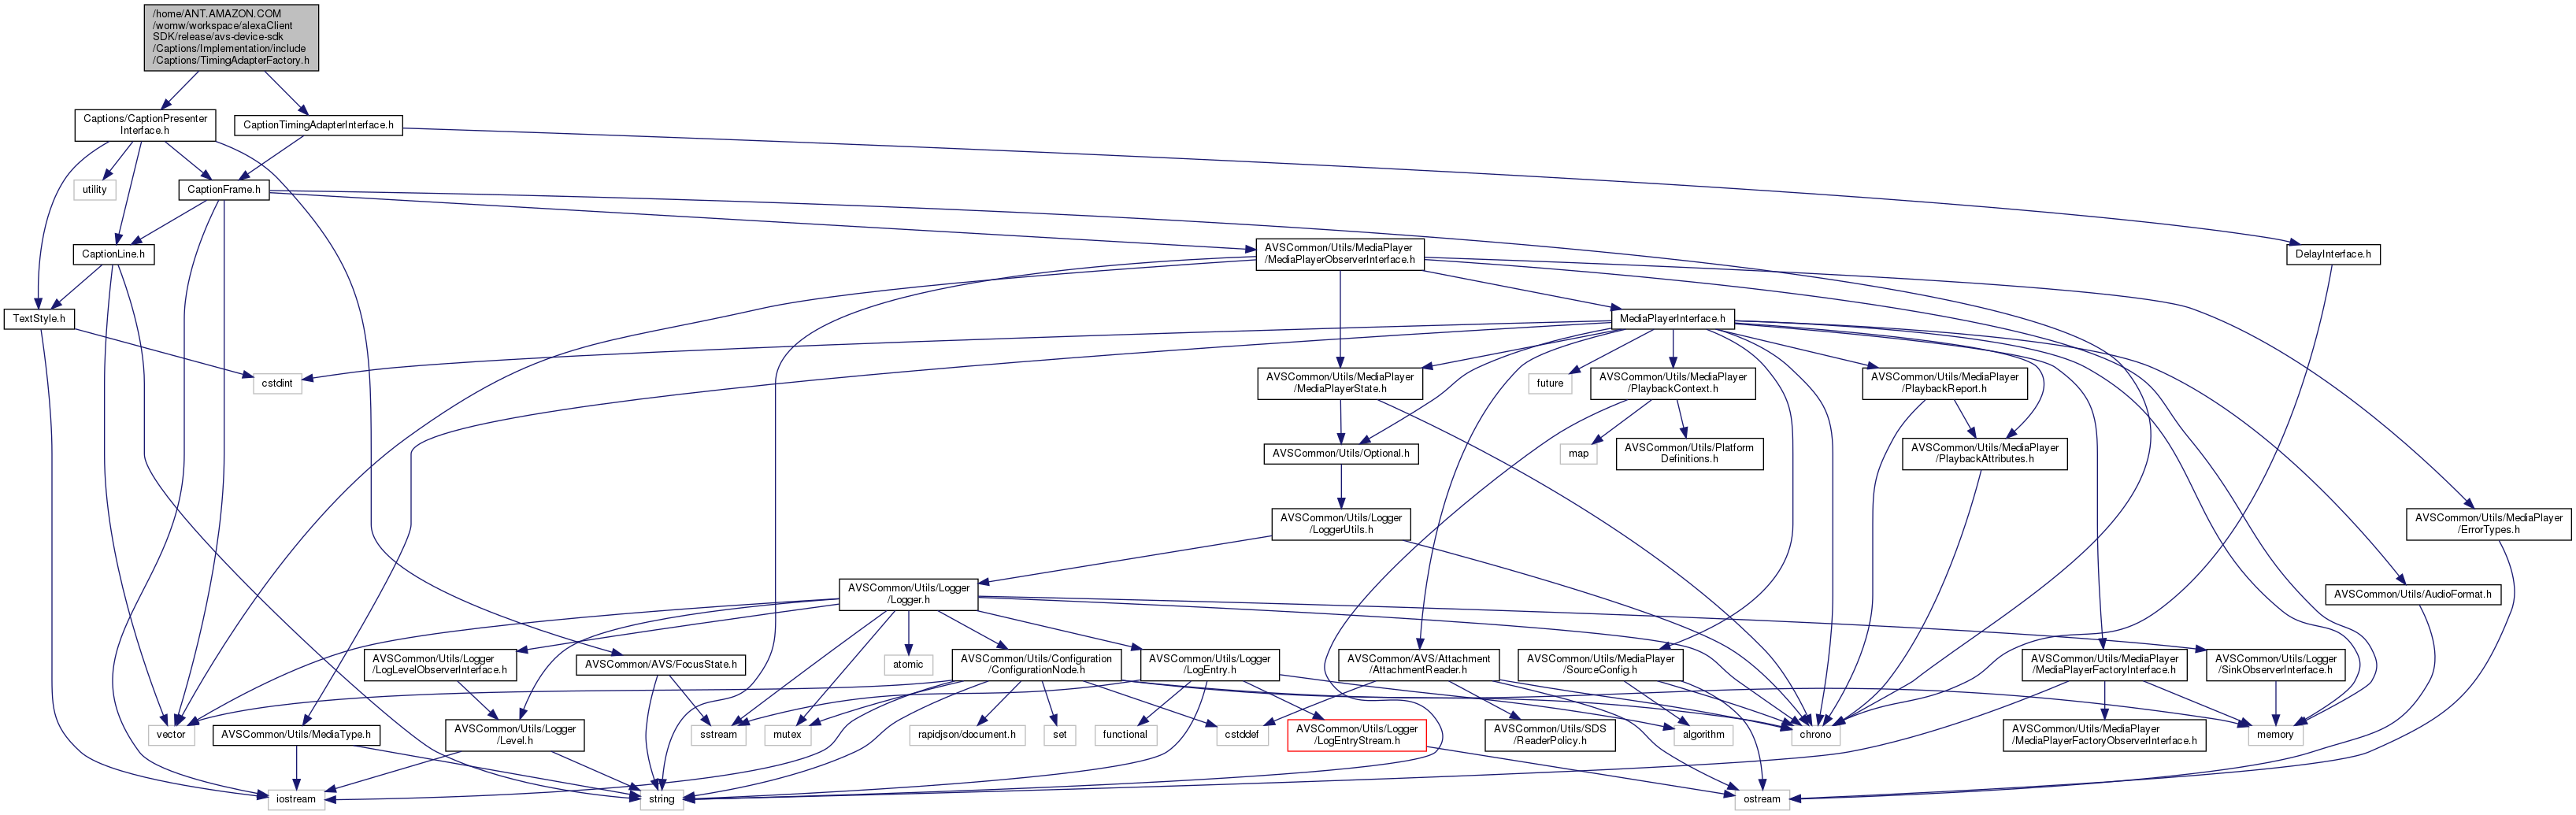 /home/ANT.AMAZON.COM
/womw/workspace/alexaClient
SDK/release/avs-device-sdk
/Captions/Implementation/include
/Captions/TimingAdapterFactory.h
Captions/CaptionPresenter
Interface.h
CaptionTimingAdapterInterface.h
utility
CaptionFrame.h
CaptionLine.h
AVSCommon/Utils/MediaPlayer
/MediaPlayerObserverInterface.h
DelayInterface.h
TextStyle.h
MediaPlayerInterface.h
cstdint
AVSCommon/Utils/MediaPlayer
/MediaPlayerState.h
future
AVSCommon/Utils/MediaPlayer
/PlaybackContext.h
AVSCommon/Utils/MediaPlayer
/PlaybackReport.h
AVSCommon/Utils/Optional.h
map
AVSCommon/Utils/Platform
Definitions.h
AVSCommon/Utils/MediaPlayer
/PlaybackAttributes.h
AVSCommon/Utils/Logger
/LoggerUtils.h
AVSCommon/Utils/MediaPlayer
/ErrorTypes.h
AVSCommon/Utils/Logger
/Logger.h
AVSCommon/Utils/AudioFormat.h
AVSCommon/Utils/Logger
/LogLevelObserverInterface.h
AVSCommon/AVS/FocusState.h
atomic
AVSCommon/Utils/Configuration
/ConfigurationNode.h
AVSCommon/Utils/Logger
/LogEntry.h
AVSCommon/AVS/Attachment
/AttachmentReader.h
AVSCommon/Utils/MediaPlayer
/SourceConfig.h
AVSCommon/Utils/MediaPlayer
/MediaPlayerFactoryInterface.h
AVSCommon/Utils/Logger
/SinkObserverInterface.h
vector
AVSCommon/Utils/MediaType.h
AVSCommon/Utils/Logger
/Level.h
sstream
mutex
rapidjson/document.h
set
functional
cstddef
AVSCommon/Utils/Logger
/LogEntryStream.h
AVSCommon/Utils/SDS
/ReaderPolicy.h
algorithm
chrono
AVSCommon/Utils/MediaPlayer
/MediaPlayerFactoryObserverInterface.h
memory
iostream
string
ostream